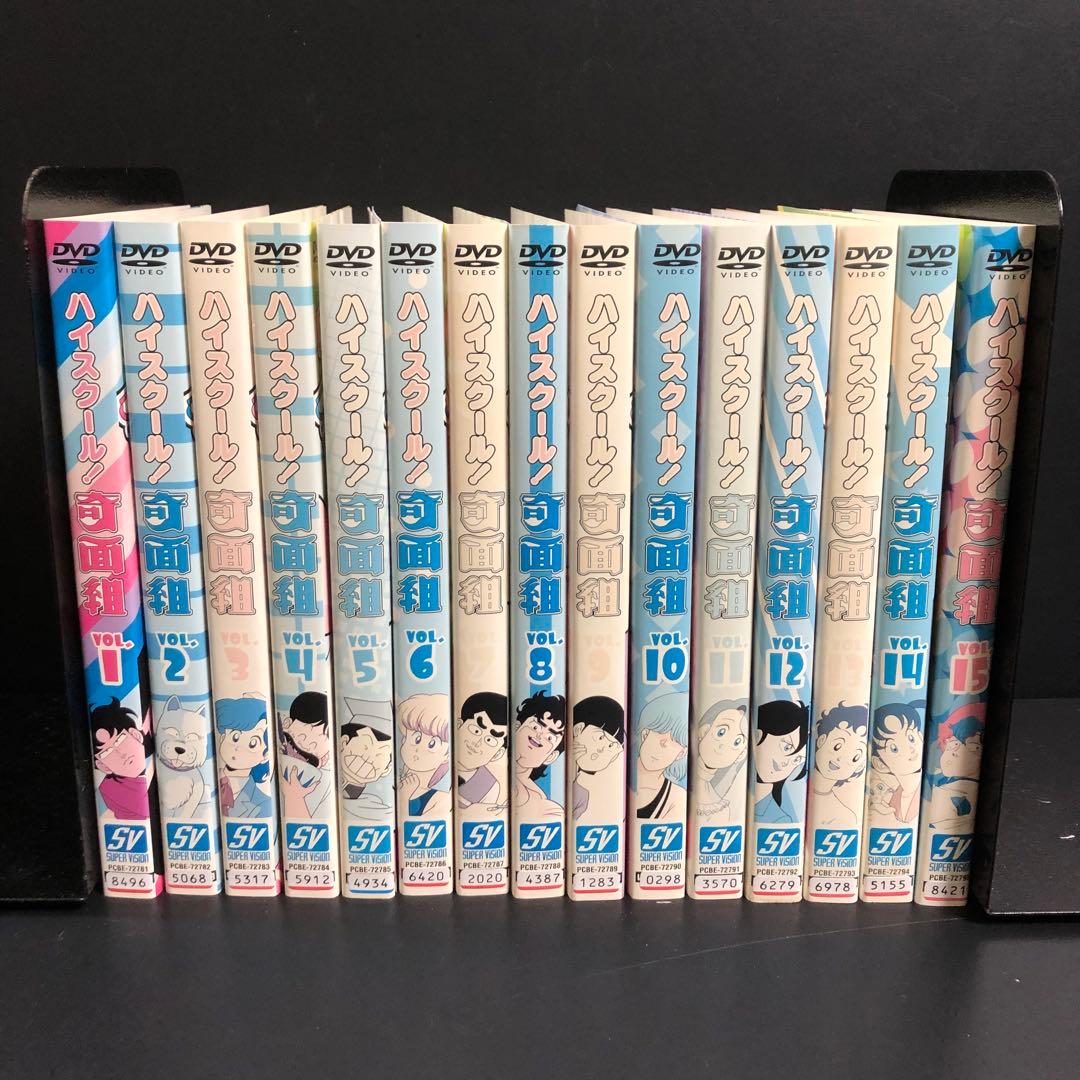 DVD
VIDEO
ハイスクール!
奇面組
VOL.
1
SV
SUPER VISION
PCBE-72781
8496
DVD
VIDEO
ハイスクール!
奇面組
VOL.
2
SV
SUPER VISION
PCBE-72782
5068
DVD
VIDEO
ハイスクール!
奇面組
VOL.
3
SV
SUPER VISION
PCBE-72783
5317
DVD
VIDEO
ハイスクール!
奇面組
VOL.
4
SV
SUPER VISION
PCBE-72784
5912
DVD
VIDEO
ハイスクール!
奇面組
VOL.
5
SV
SUPER VISION
PCBE-72785
4934
DVD
VIDEO
ハイスクール!
奇面組
VOL.
6
SV
SUPER VISION
PCBE-72786
6420
DVD
VIDEO
ハイスクール!
奇面組
VOL.
7
SV
SUPER VISION
PCBE-72787
2020
DVD
VIDEO
ハイスクール!
奇面組
VOL.
8
SV
SUPER VISION
PCBE-72788
4387
DVD
VIDEO
ハイスクール!
奇面組
VOL.
9
SV
SUPER VISION
PCBE-72789
1283
DVD
VIDEO
ハイスクール!
奇面組
VOL.
10
SV
SUPER VISION
PCBE-72790
0298
DVD
VIDEO
ハイスクール!
奇面組
VOL.
11
SV
SUPER VISION
PCBE-72791
3570
DVD
VIDEO
ハイスクール!
奇面組
VOL.
12
SV
SUPER VISION
PCBE-72792
6279
DVD
VIDEO
ハイスクール!
奇面組
VOL.
13
SV
SUPER VISION
PCBE-72793
6978
DVD
VIDEO
ハイスクール!
奇面組
VOL.
14
SV
SUPER VISION
PCBE-72794
5155
DVD
VIDEO
ハイスクール!
奇面組
VOL.
15
SV
SUPER VISION
8421